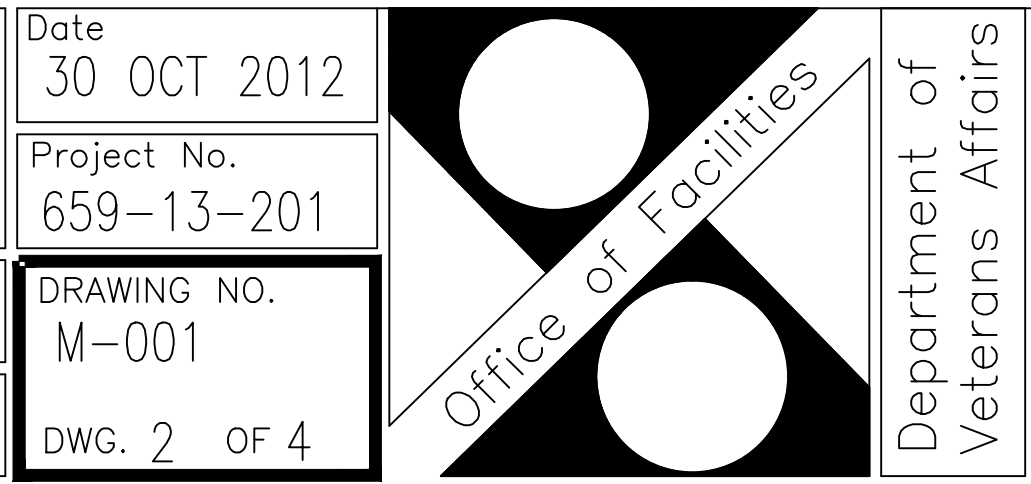 Date
30 OCT 2012
Project No.
659-13-201
DRAWING NO.
M-001
DWG. 2 OF 4
Office of Facilities
Department of
Veterans Affairs